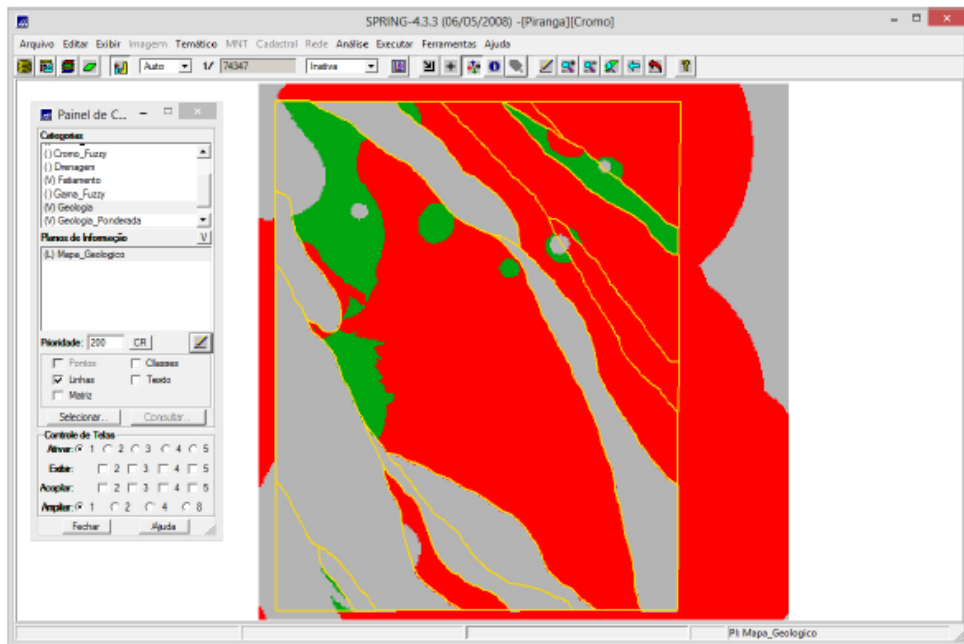 SPRING-4.3.3 (06/05/2008) -[Piranga][Cromo]
Arquivo Editar Exibir Imagem Temático MNT Cadastral Rede Análise Executar Ferramentas Ajuda
Auto 1/ 74347 Inativa
Painel de C...
Categorias
( ) Cromo_Fuzzy
( ) Drenagem
(V) Fatiamento
( ) Gama_Fuzzy
(V) Geologia
(V) Geologia_Ponderada
Planos de Informação V
(L) Mapa_Geologico
Prioridade: 200 CR
Pontos Classes
Linhas Texto
Matriz
Selecionar... Consultar...
Controle de Telas
Ativar: 1 2 3 4 5
Exibir: 2 3 4 5
Acoplar: 2 3 4 5
Ampliar: 1 2 4 8
Fechar Ajuda
PI: Mapa_Geologico